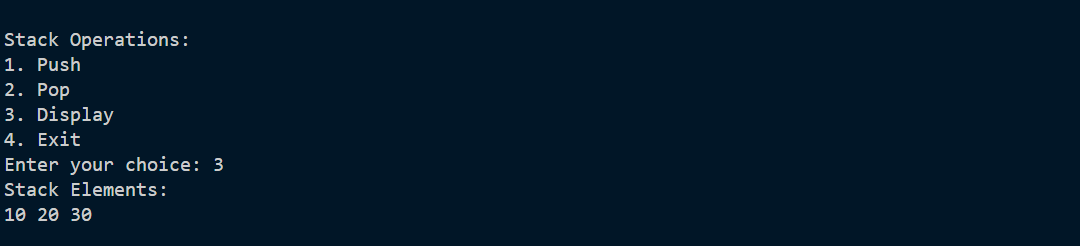 Stack Operations:
1. Push
2. Pop
3. Display
4. Exit
Enter your choice: 3
Stack Elements:
10 20 30